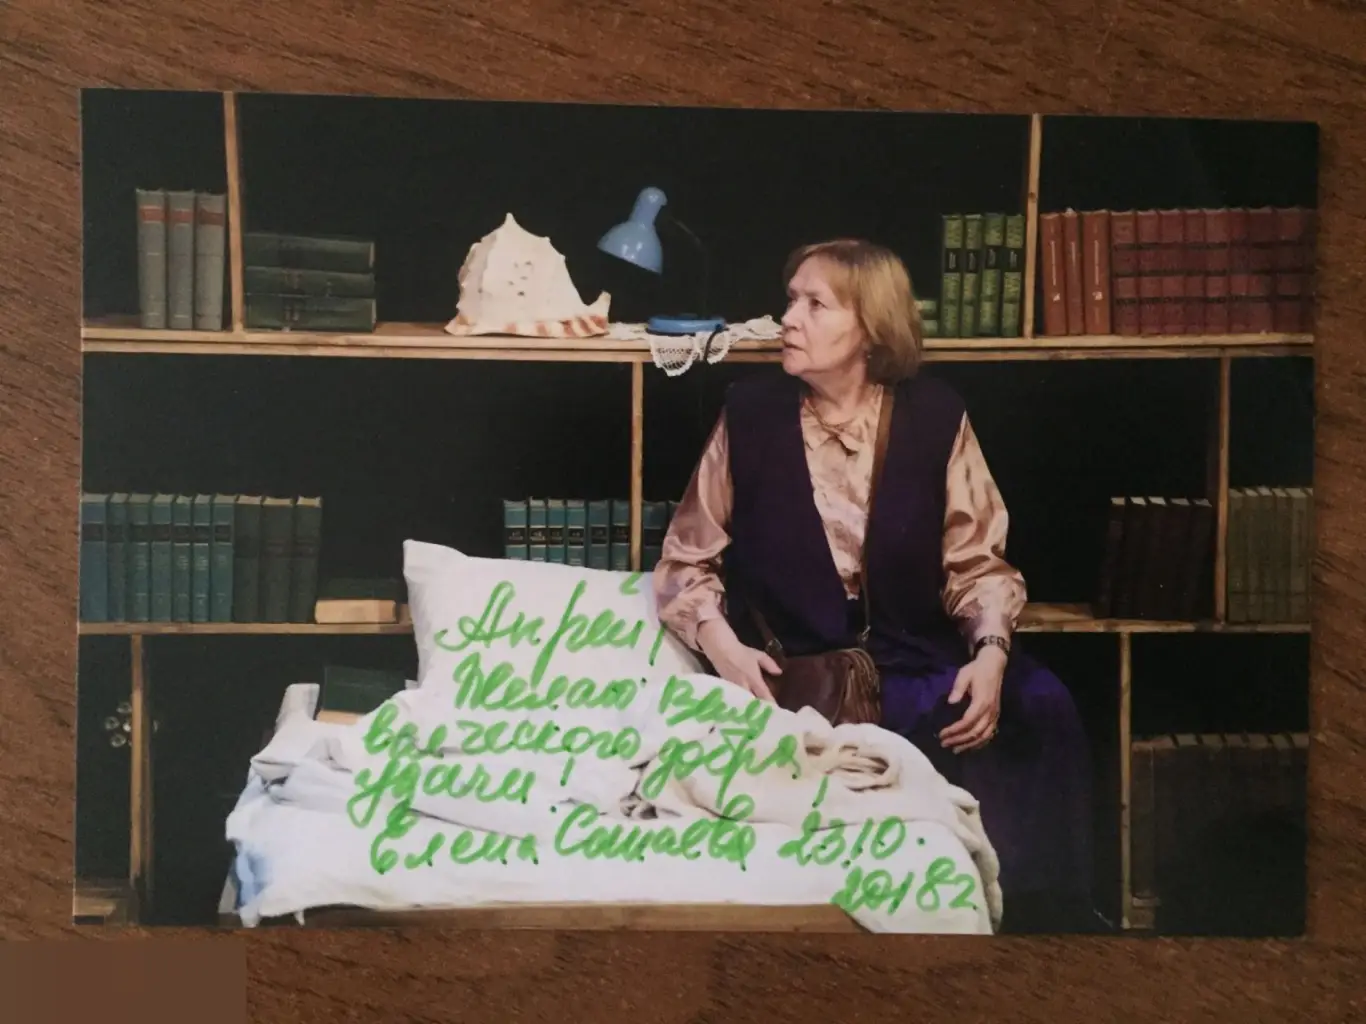 Андрей!
Желаю Вам
всяческого добра,
удачи!
Елена Санаева 23.10.
2018г.